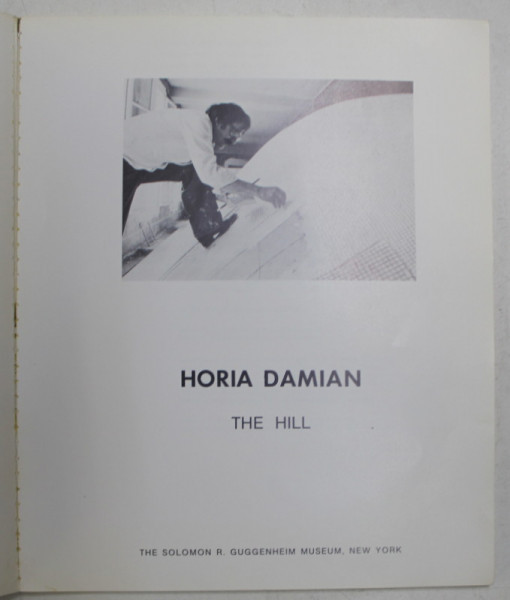 HORIA DAMIAN
THE HILL
THE SOLOMON R. GUGGENHEIM MUSEUM, NEW YORK